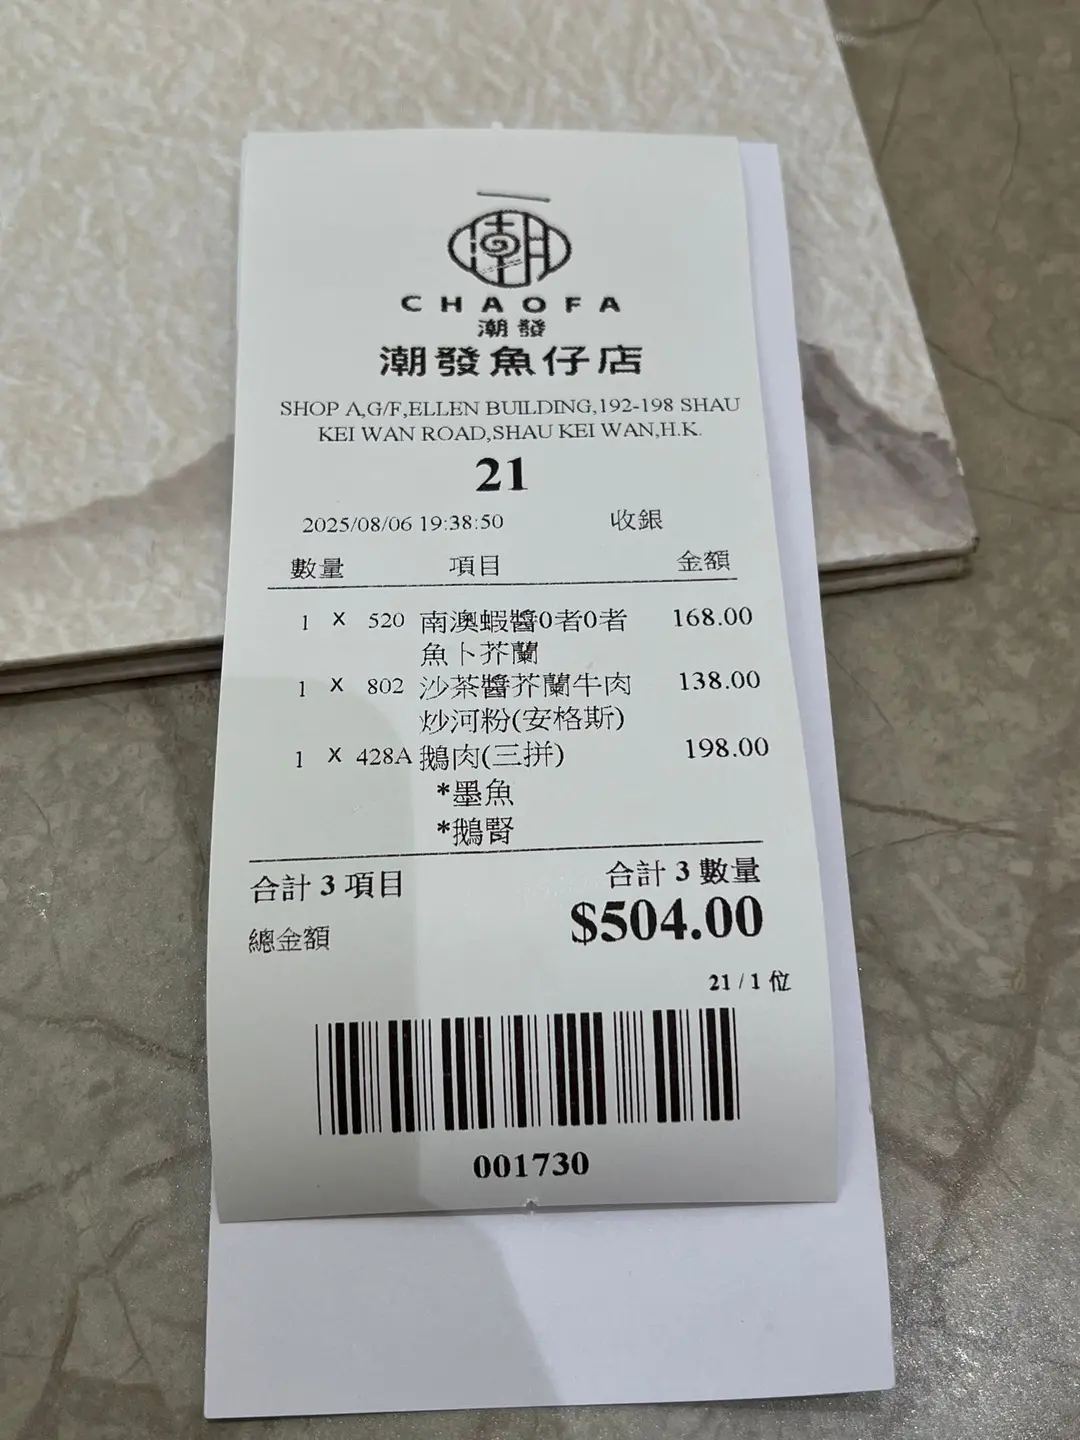 潮
CHAOFA
潮發
潮發魚仔店
SHOP A,G/F,ELLEN BUILDING,192-198 SHAU
KEI WAN ROAD,SHAU KEI WAN,H.K.
21
2025/08/06 19:38:50 收銀
數量 項目 金額
1 X 520 南澳蝦醬0者0者 168.00
魚卜芥蘭
1 X 802 沙茶醬芥蘭牛肉 138.00
炒河粉(安格斯)
1 X 428A 鵝肉(三拼) 198.00
*墨魚
*鵝腎
合計 3 項目 合計 3 數量
總金額 $504.00
21 / 1 位
001730